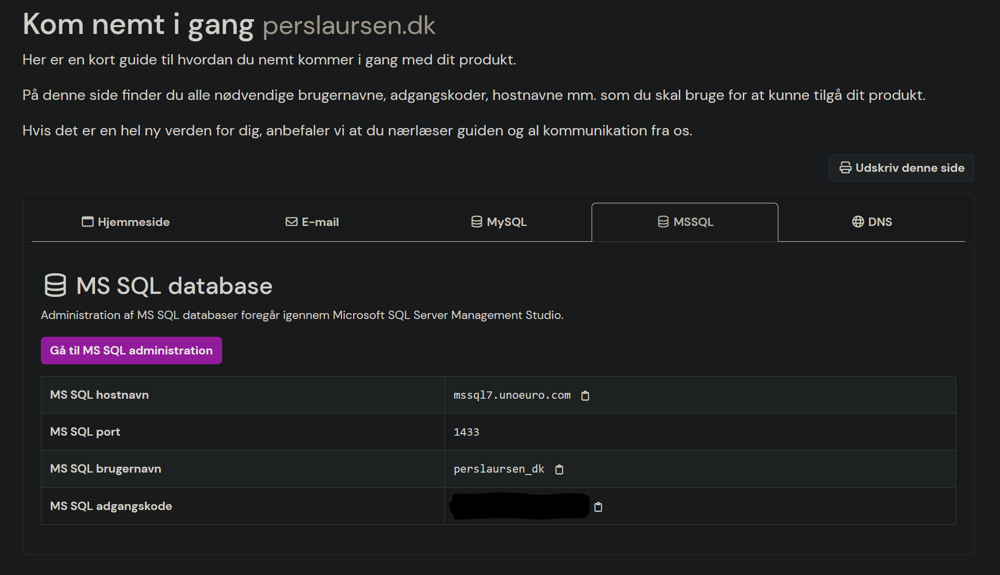 Kom nemt i gang perslaursen.dk
Her er en kort guide til hvordan du nemt kommer i gang med dit produkt.
På denne side finder du alle nødvendige brugernavne, adgangskoder, hostnavne mm. som du skal bruge for at kunne tilgå dit produkt.
Hvis det er en hel ny verden for dig, anbefaler vi at du nærlæser guiden og al kommunikation fra os.
Udskriv denne side
Hjemmeside E-mail MySQL MSSQL DNS
MS SQL database
Administration af MS SQL databaser foregår igennem Microsoft SQL Server Management Studio.
Gå til MS SQL administration
MS SQL hostnavn mssql7.unoeuro.com
MS SQL port 1433
MS SQL brugernavn perslaursen_dk
MS SQL adgangskode